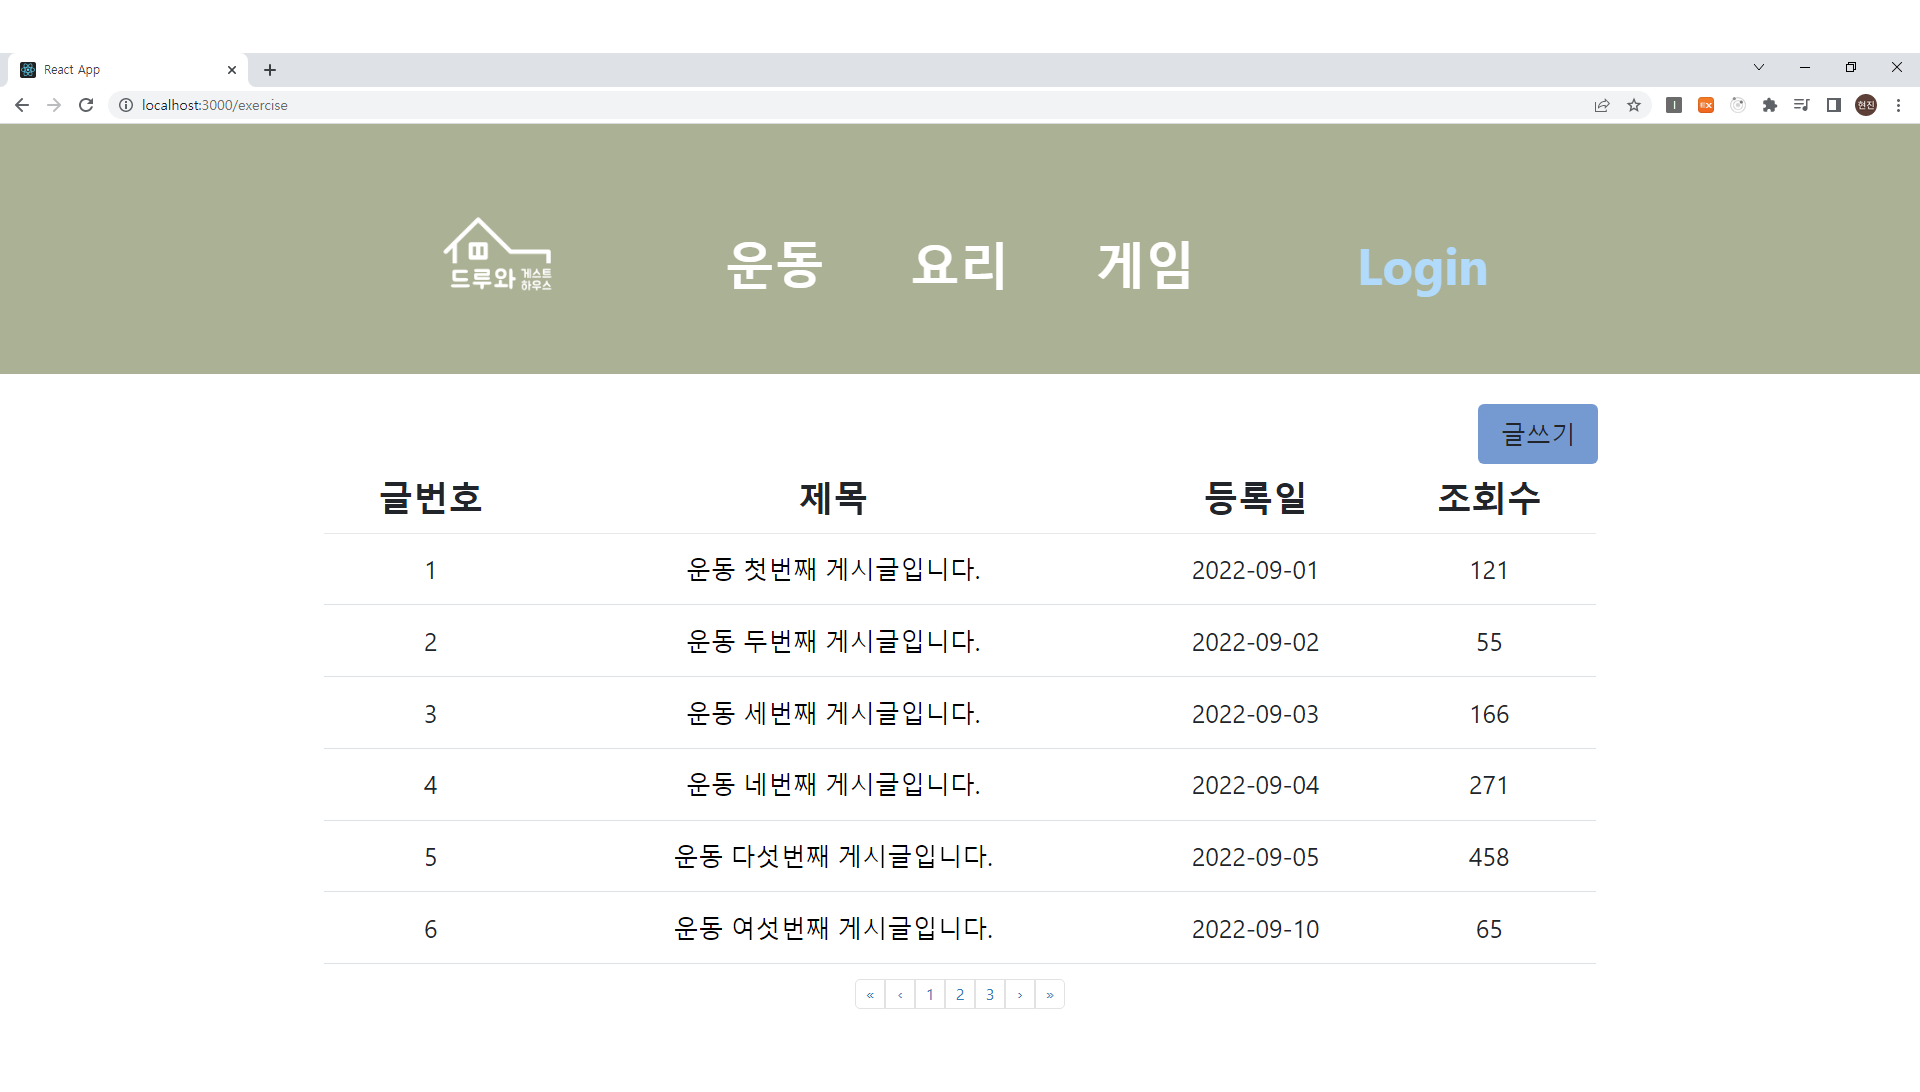 React App
localhost:3000/exercise
현진
드루와 게스트 하우스
운동 요리 게임 Login
글쓰기
글번호 제목 등록일 조회수
1 운동 첫번째 게시글입니다. 2022-09-01 121
2 운동 두번째 게시글입니다. 2022-09-02 55
3 운동 세번째 게시글입니다. 2022-09-03 166
4 운동 네번째 게시글입니다. 2022-09-04 271
5 운동 다섯번째 게시글입니다. 2022-09-05 458
6 운동 여섯번째 게시글입니다. 2022-09-10 65
« ‹ 1 2 3 › »